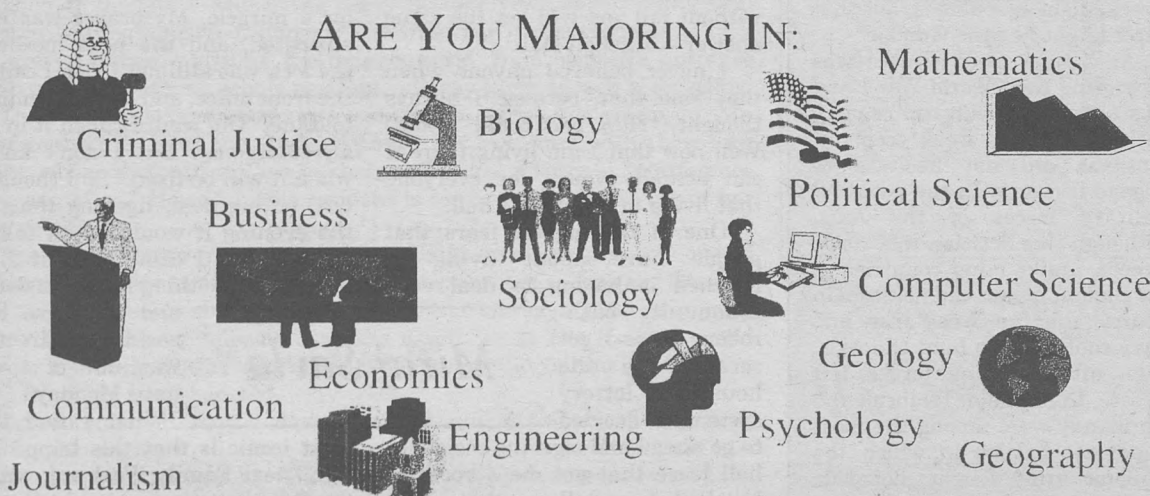 ARE YOU MAJORING IN:
Mathematics
Biology
Criminal Justice
Political Science
Business
Sociology
Computer Science
Geology
Economics
Communication
Engineering
Psychology
Geography
Journalism